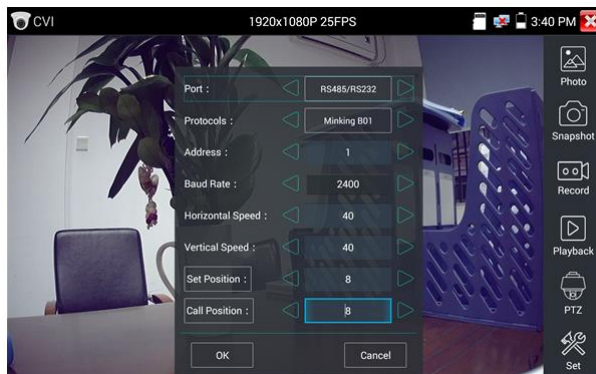 CVI 1920x1080P 25FPS 3:40 PM
Port : RS485/RS232
Protocols : Minking B01
Address : 1
Baud Rate : 2400
Horizontal Speed : 40
Vertical Speed : 40
Set Position : 8
Call Position : 8
OK Cancel
Photo
Snapshot
Record
Playback
PTZ
Set